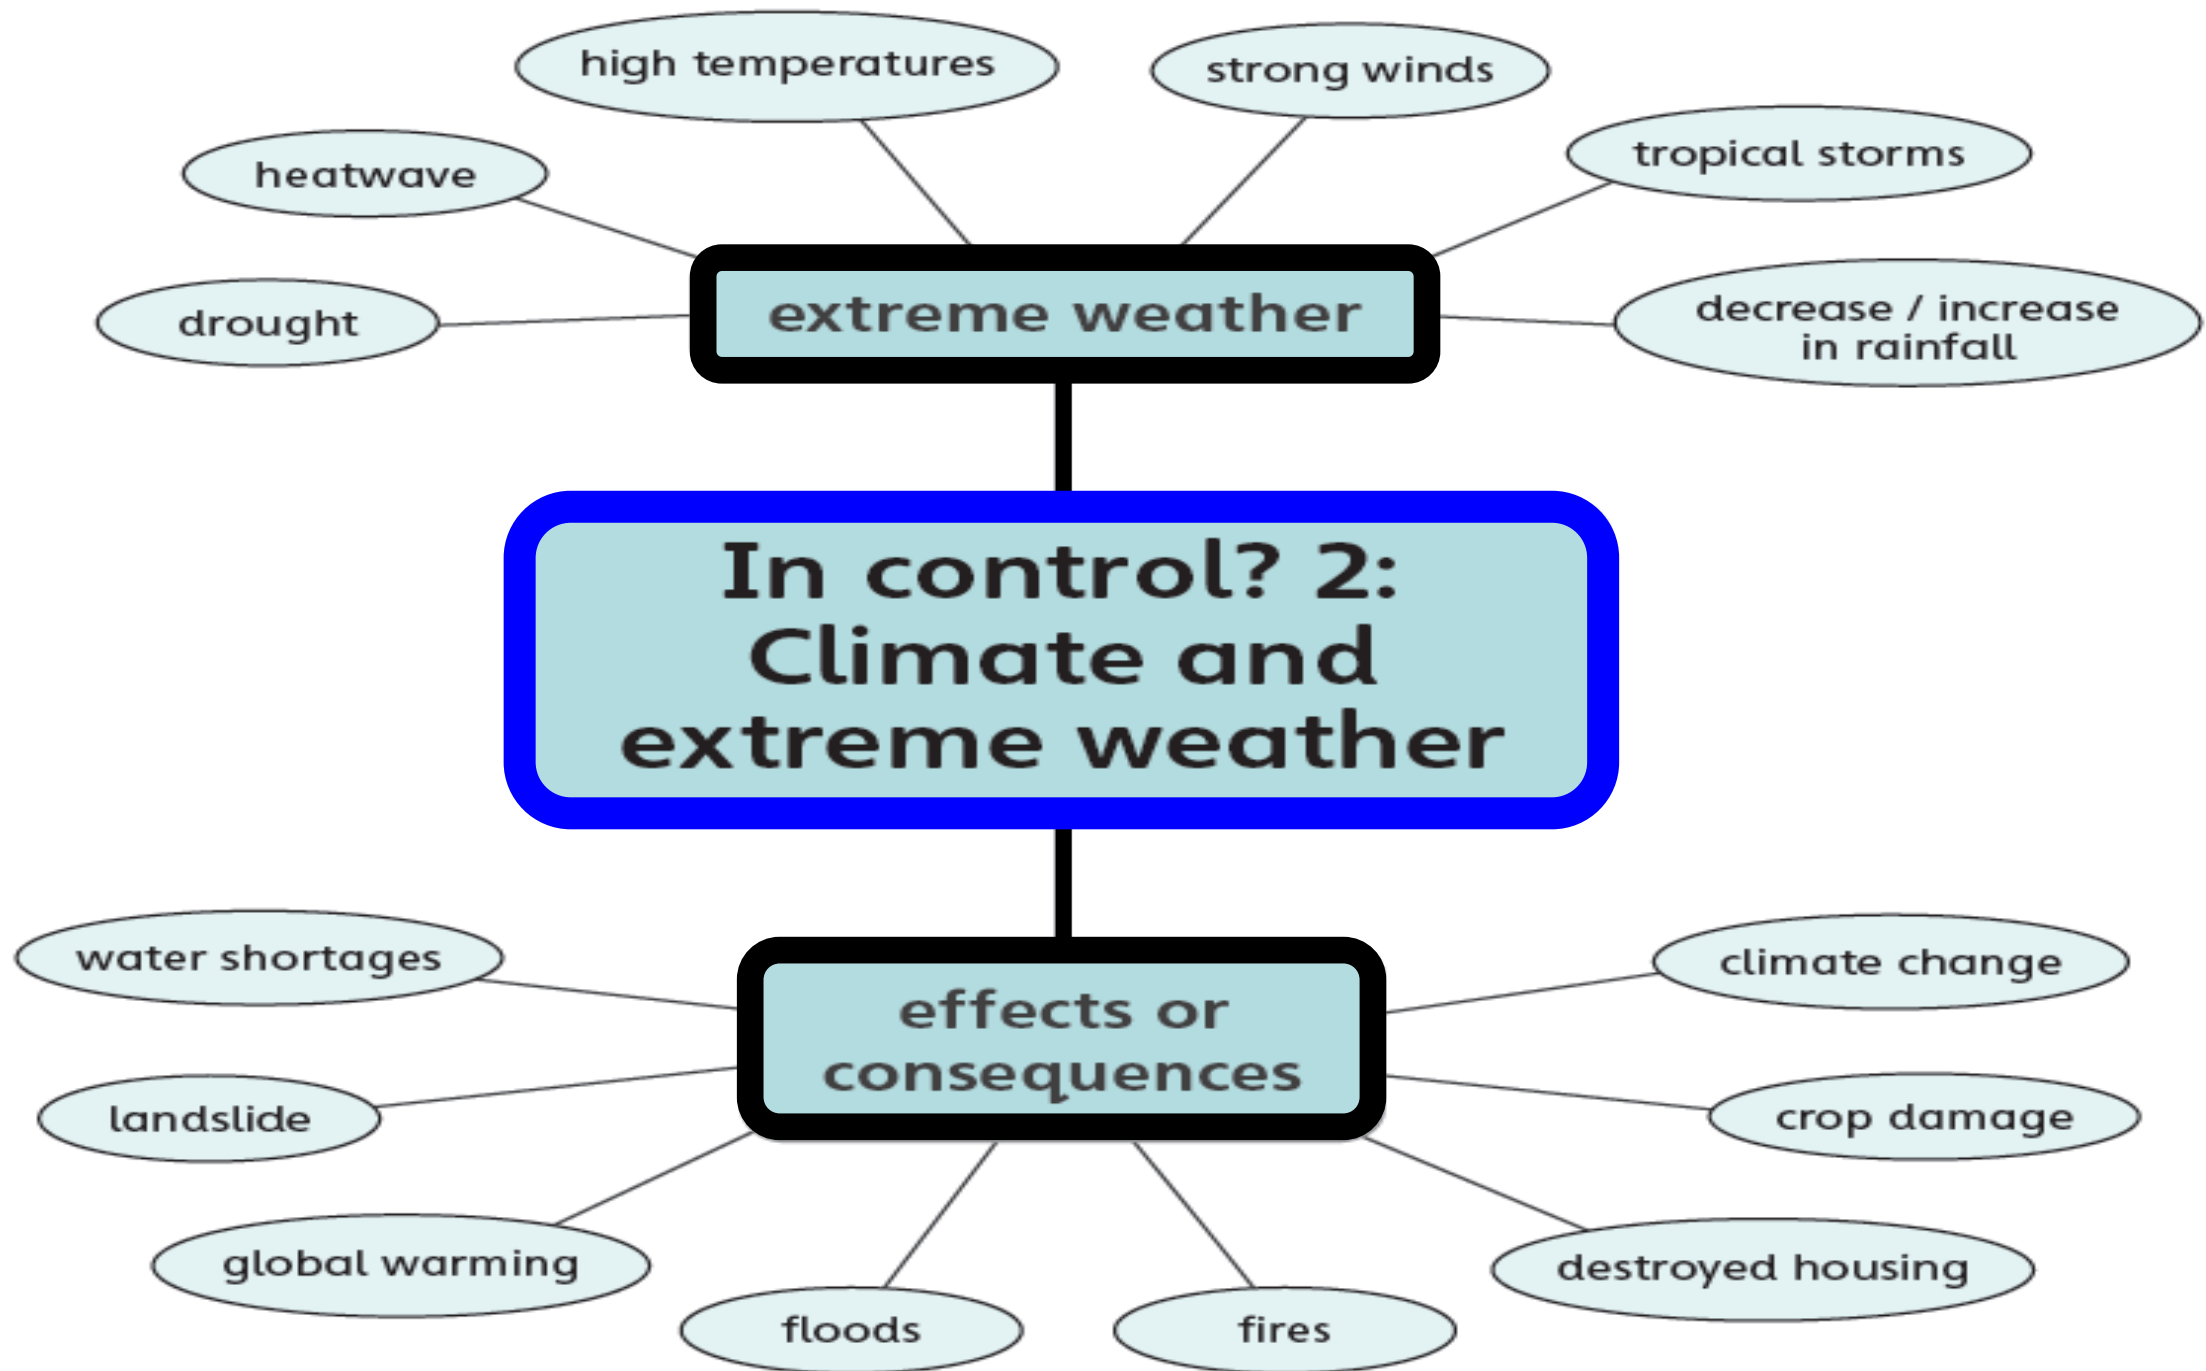 high temperatures
strong winds
tropical storms
heatwave
drought
extreme weather
decrease / increase
in rainfall
In control? 2:
Climate and
extreme weather
water shortages
climate change
effects or
consequences
landslide
crop damage
global warming
destroyed housing
floods
fires